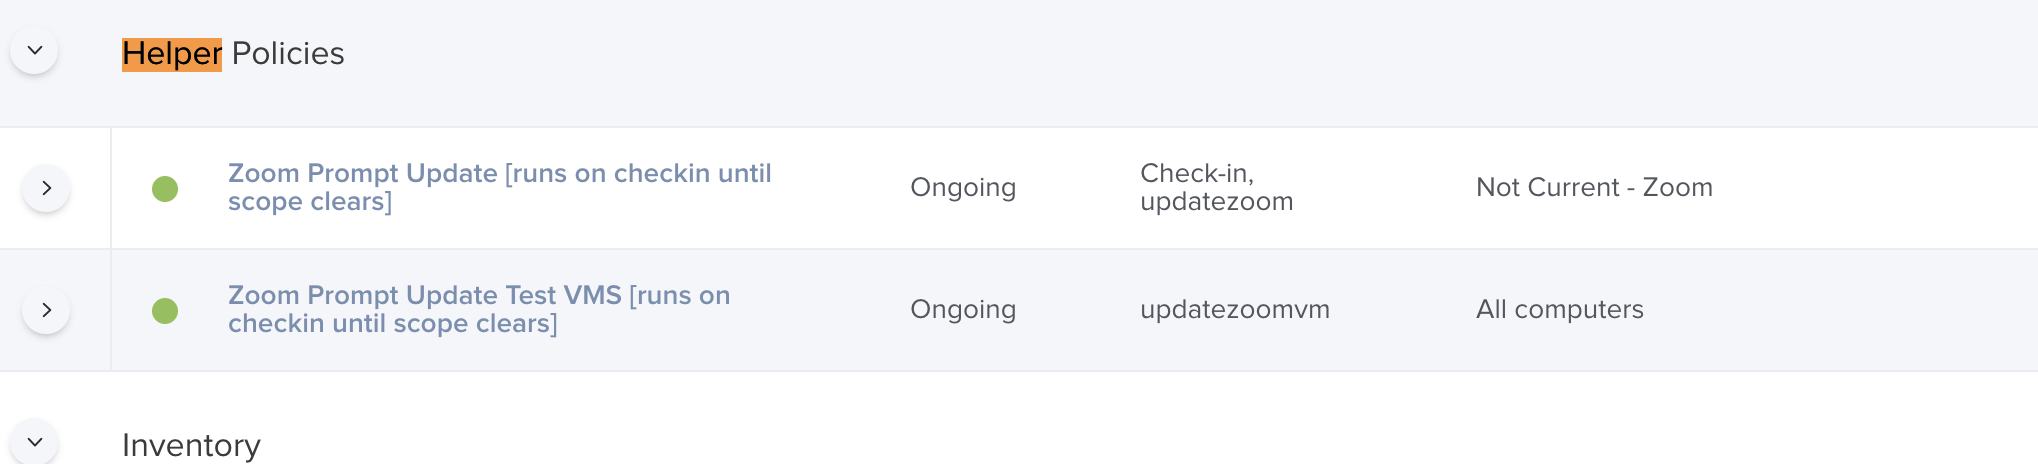 Helper Policies
Zoom Prompt Update [runs on checkin until
scope clears]
Ongoing
Check-in,
updatezoom
Not Current - Zoom
Zoom Prompt Update Test VMS [runs on
checkin until scope clears]
Ongoing
updatezoomvm
All computers
Inventory